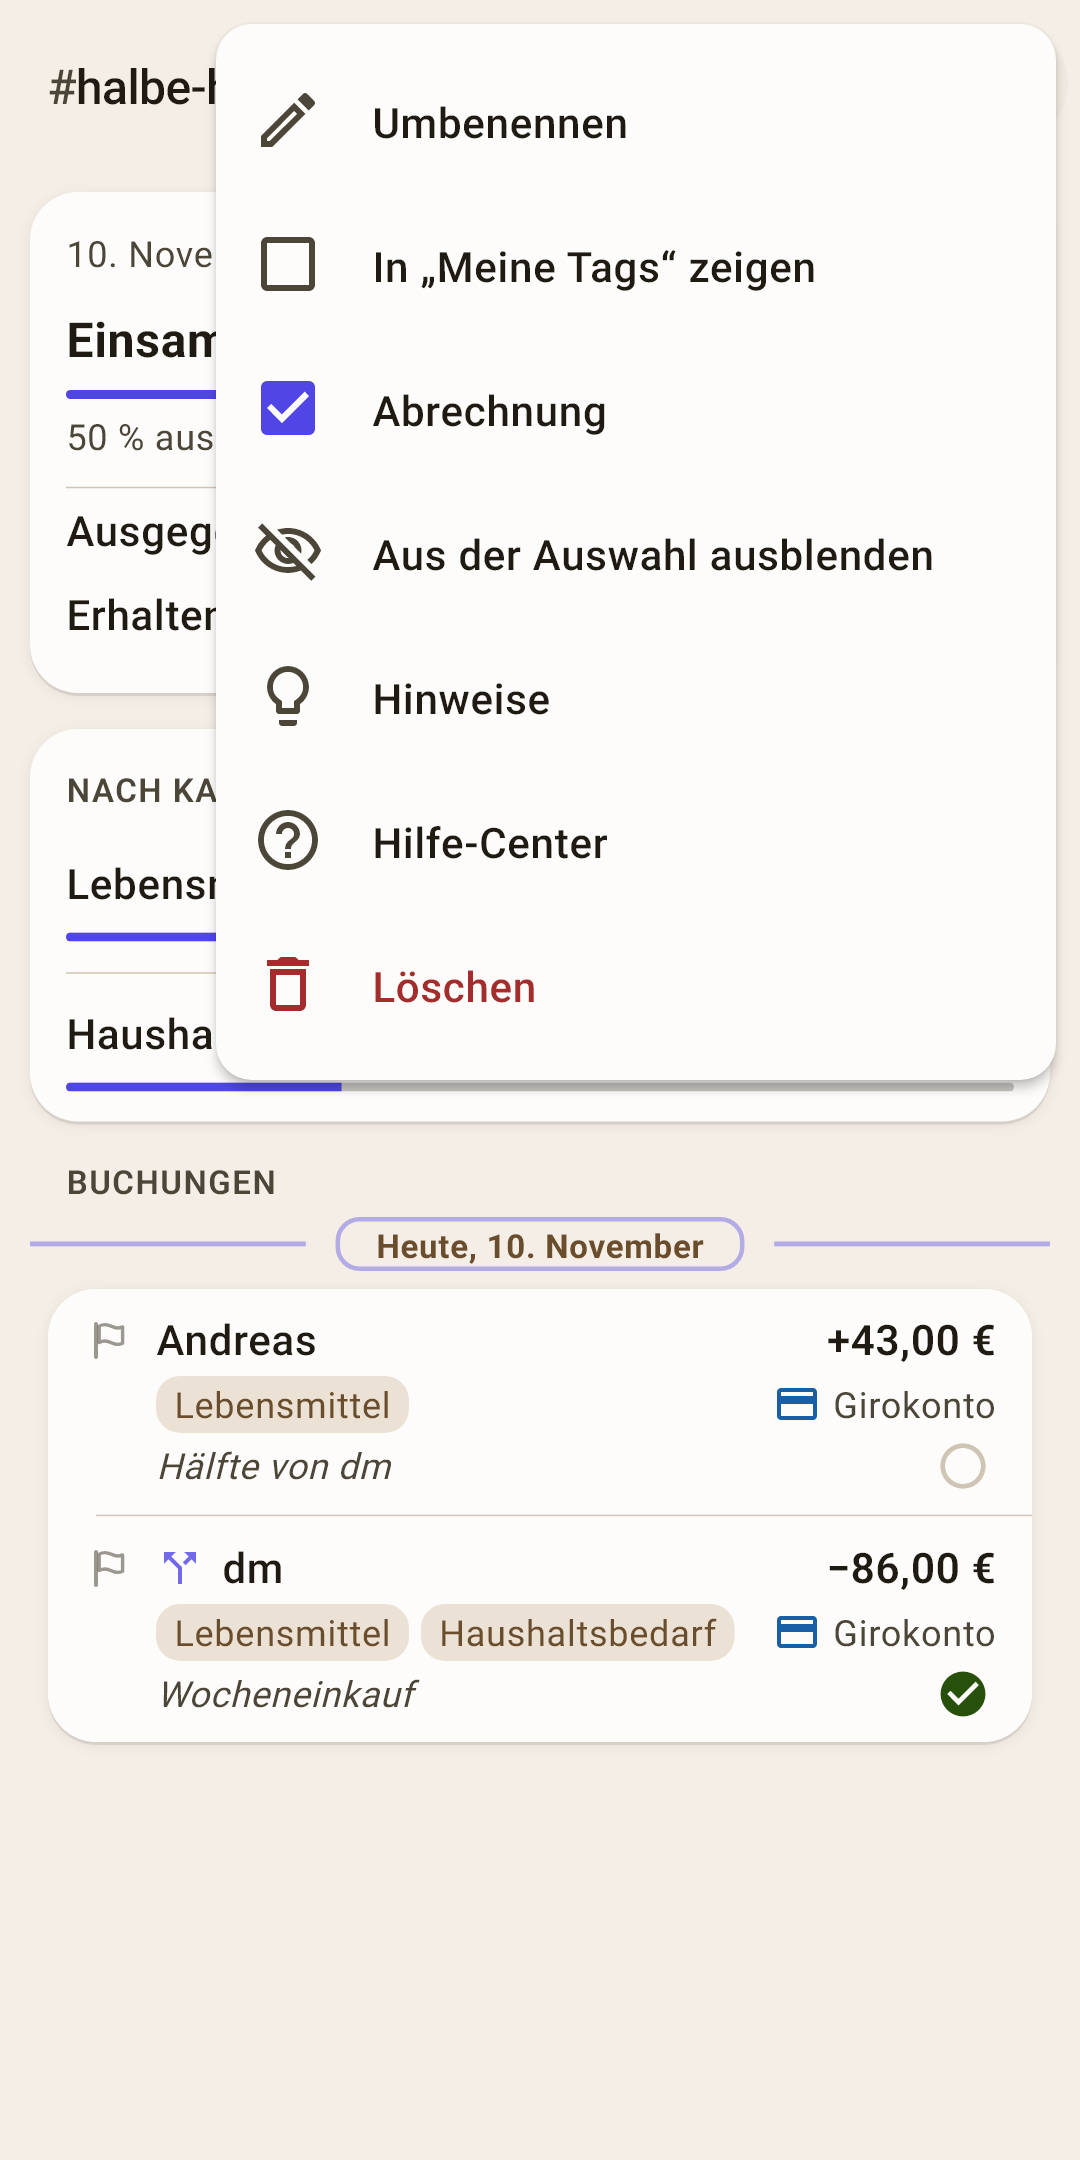 #halbe-
Umbenennen
10. Nove
In „Meine Tags“ zeigen
Einsam
50 % aus
Abrechnung
Ausgeg
Aus der Auswahl ausblenden
Erhalten
Hinweise
NACH KA
Hilfe-Center
Lebens
Löschen
Hausha
BUCHUNGEN
Heute, 10. November
Andreas +43,00 €
Lebensmittel Girokonto
Hälfte von dm
dm −86,00 €
Lebensmittel Haushaltsbedarf Girokonto
Wocheneinkauf